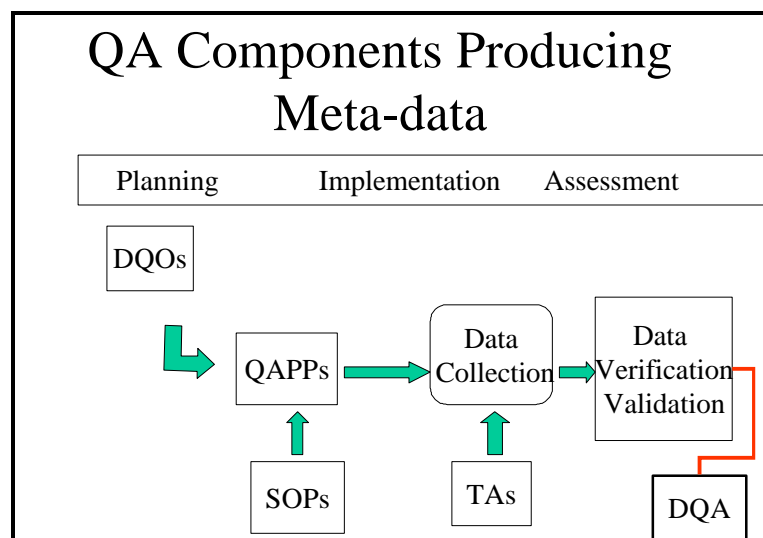 QA Components Producing
Meta-data
Planning Implementation Assessment
DQOs
QAPPs
Data
Collection
Data
Verification
Validation
SOPs
TAs
DQA